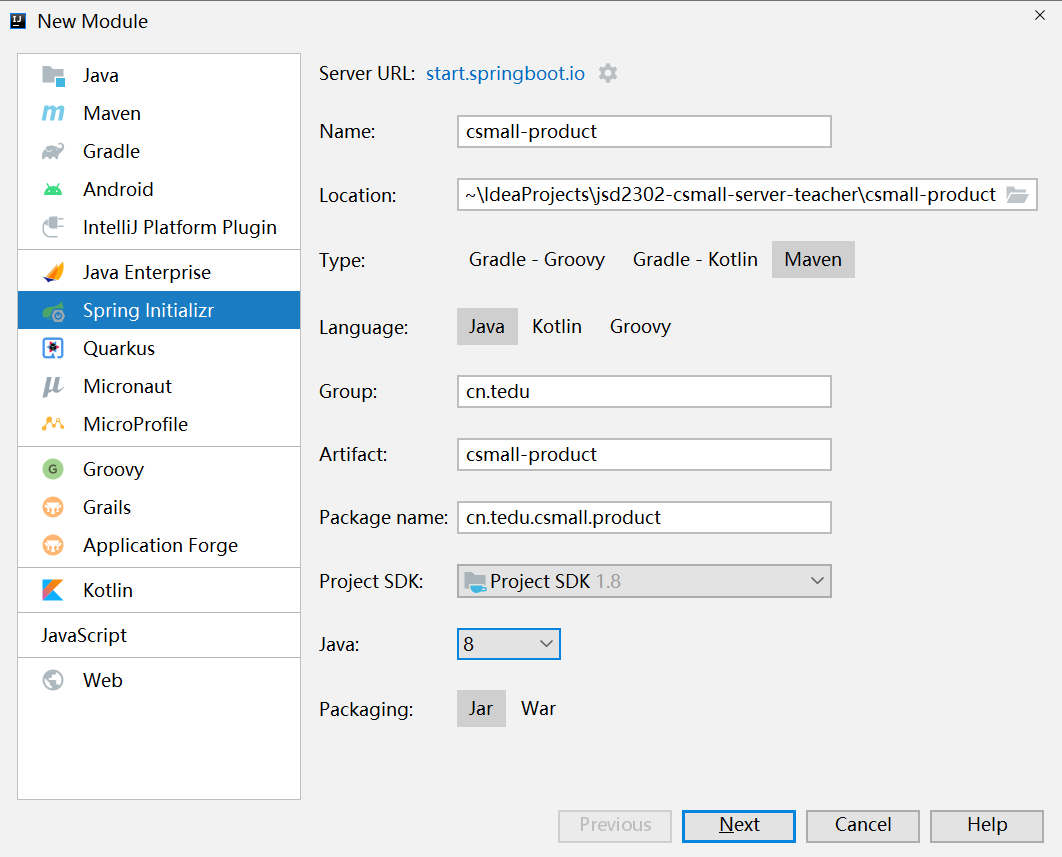 New Module
Java
Maven
Gradle
Android
IntelliJ Platform Plugin
Java Enterprise
Spring Initializr
Quarkus
Micronaut
MicroProfile
Groovy
Grails
Application Forge
Kotlin
JavaScript
Web
Server URL: start.springboot.io
Name: csmall-product
Location: ~\IdeaProjects\jsd2302-csmall-server-teacher\csmall-product
Type: Gradle - Groovy Gradle - Kotlin Maven
Language: Java Kotlin Groovy
Group: cn.tedu
Artifact: csmall-product
Package name: cn.tedu.csmall.product
Project SDK: Project SDK 1.8
Java: 8
Packaging: Jar War
Previous Next Cancel Help